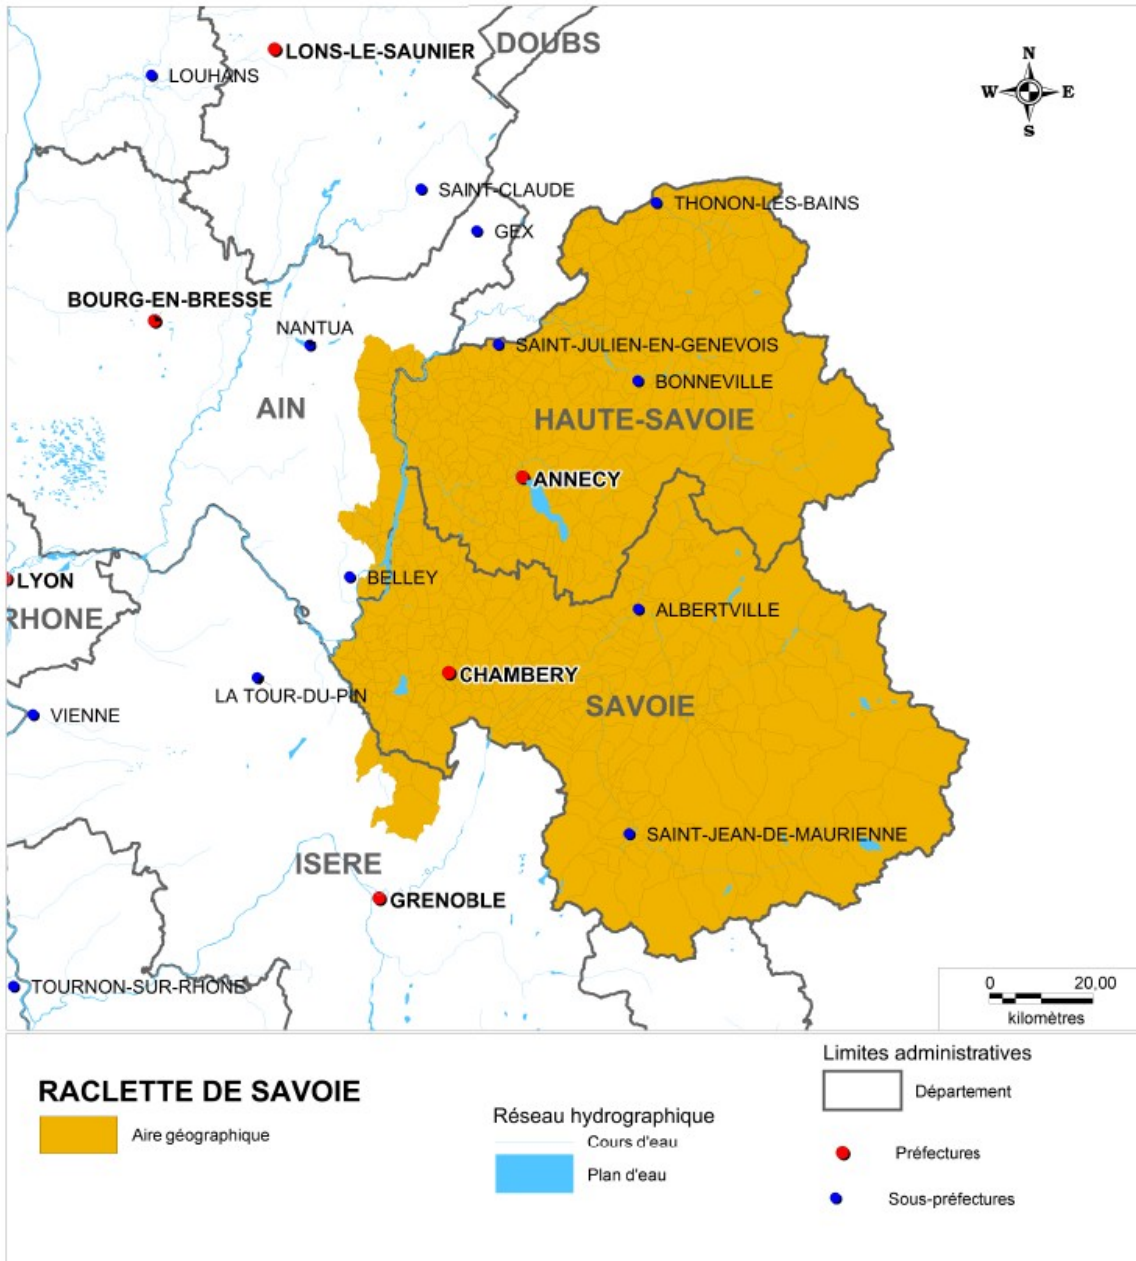 DOUBS
LONS-LE-SAUNIER
LOUHANS
N
W E
S
SAINT-CLAUDE
THONON-LES-BAINS
GEX
BOURG-EN-BRESSE
NANTUA
SAINT-JULIEN-EN-GENEVOIS
BONNEVILLE
AIN
HAUTE-SAVOIE
ANNECY
BELLEY
LYON
RHONE
ALBERTVILLE
CHAMBERY
LA TOUR-DU-PIN
SAVOIE
VIENNE
SAINT-JEAN-DE-MAURIENNE
ISERE
GRENOBLE
TOURNON-SUR-RHONE
0 20,00
kilomètres
RACLETTE DE SAVOIE
Aire géographique
Réseau hydrographique
Cours d'eau
Plan d'eau
Limites administratives
Département
Préfectures
Sous-préfectures